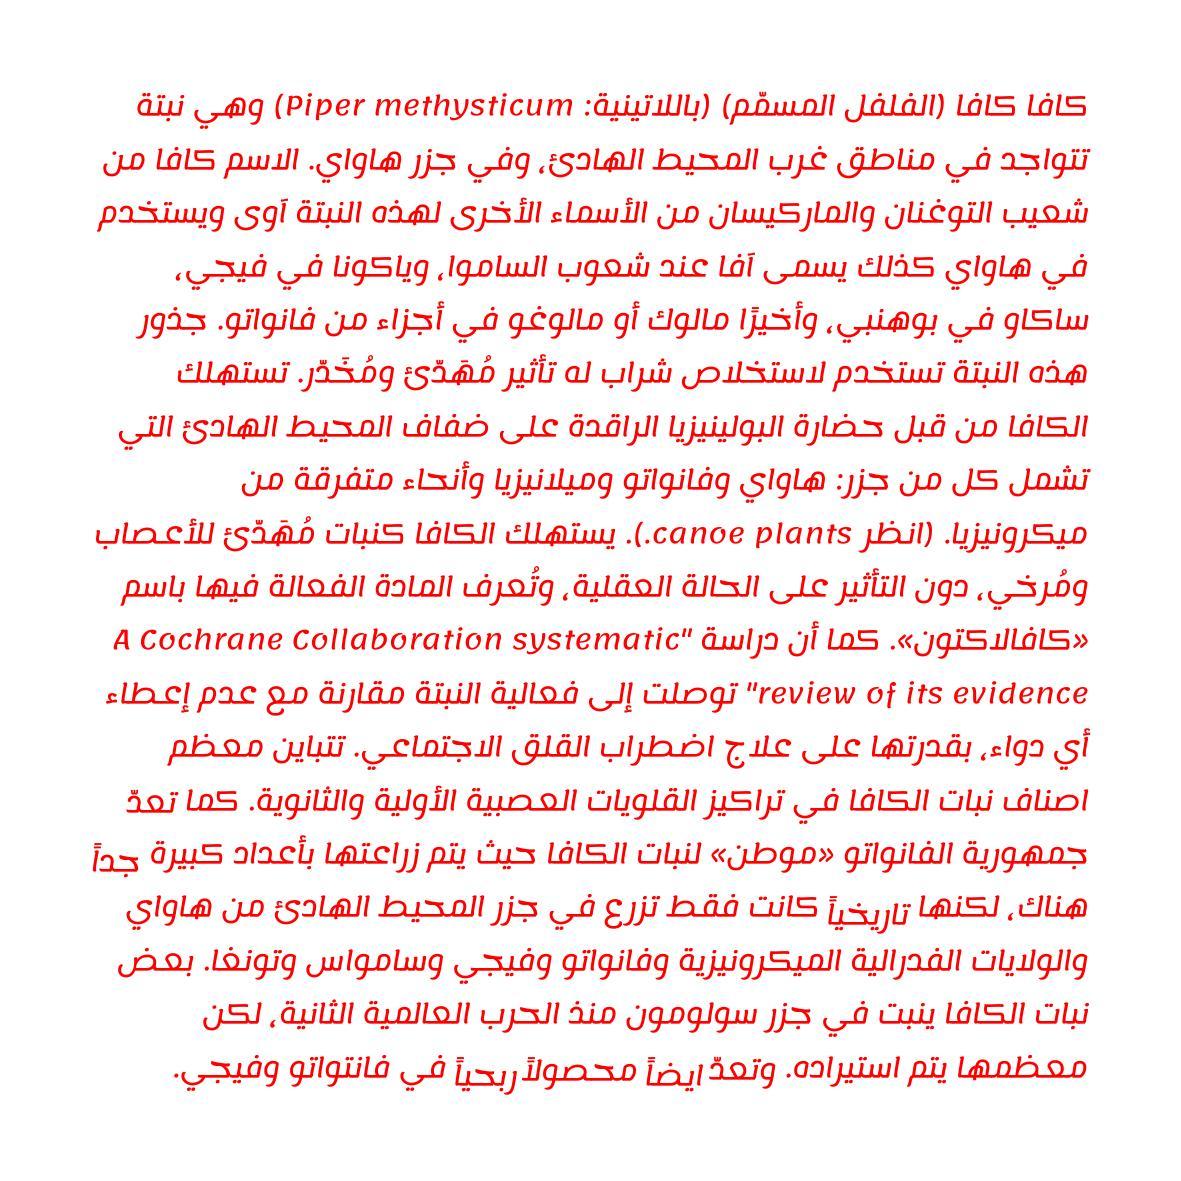 كافا كافا (الفلفل المسمّم) (باللاتينية: Piper methysticum) وهي نبتة
تتواجد في مناطق غرب المحيط الهادئ، وفي جزر هاواي. الاسم كافا من
شعيب التوغنان والماركيسان من الأسماء الأخرى لهذه النبتة اَوى ويستخدم
في هاواي كذلك يسمى اَفا عند شعوب الساموا، وياكونا في فيجي،
ساكاو في بوهنبي، وأخيرًا مالوك أو مالوغو في أجزاء من فانواتو. جذور
هذه النبتة تستخدم لاستخلاص شراب له تأثير مُهَدّئ ومُخَدّر. تستهلك
الكافا من قبل حضارة البولينيزيا الراقدة على ضفاف المحيط الهادئ التي
تشمل كل من جزر: هاواي وفانواتو وميلانيزيا وأنحاء متفرقة من
ميكرونيزيا. (انظر canoe plants.). يستهلك الكافا كنبات مُهَدّئ للأعصاب
ومُرخي، دون التأثير على الحالة العقلية، وتُعرف المادة الفعالة فيها باسم
«كافالاكتون». كما أن دراسة "A Cochrane Collaboration systematic
review of its evidence" توصلت إلى فعالية النبتة مقارنة مع عدم إعطاء
أي دواء، بقدرتها على علاج اضطراب القلق الاجتماعي. تتباين معظم
اصناف نبات الكافا في تراكيز القلويات العصبية الأولية والثانوية. كما تعدّ
جمهورية الفانواتو «موطن» لنبات الكافا حيث يتم زراعتها بأعداد كبيرة جداً
هناك، لكنها تاريخياً كانت فقط تزرع في جزر المحيط الهادئ من هاواي
والولايات الفدرالية الميكرونيزية وفانواتو وفيجي وسامواس وتونغا. بعض
نبات الكافا ينبت في جزر سولومون منذ الحرب العالمية الثانية، لكن
معظمها يتم استيراده. وتعدّ ايضاً محصولاً ربحياً في فانتواتو وفيجي.